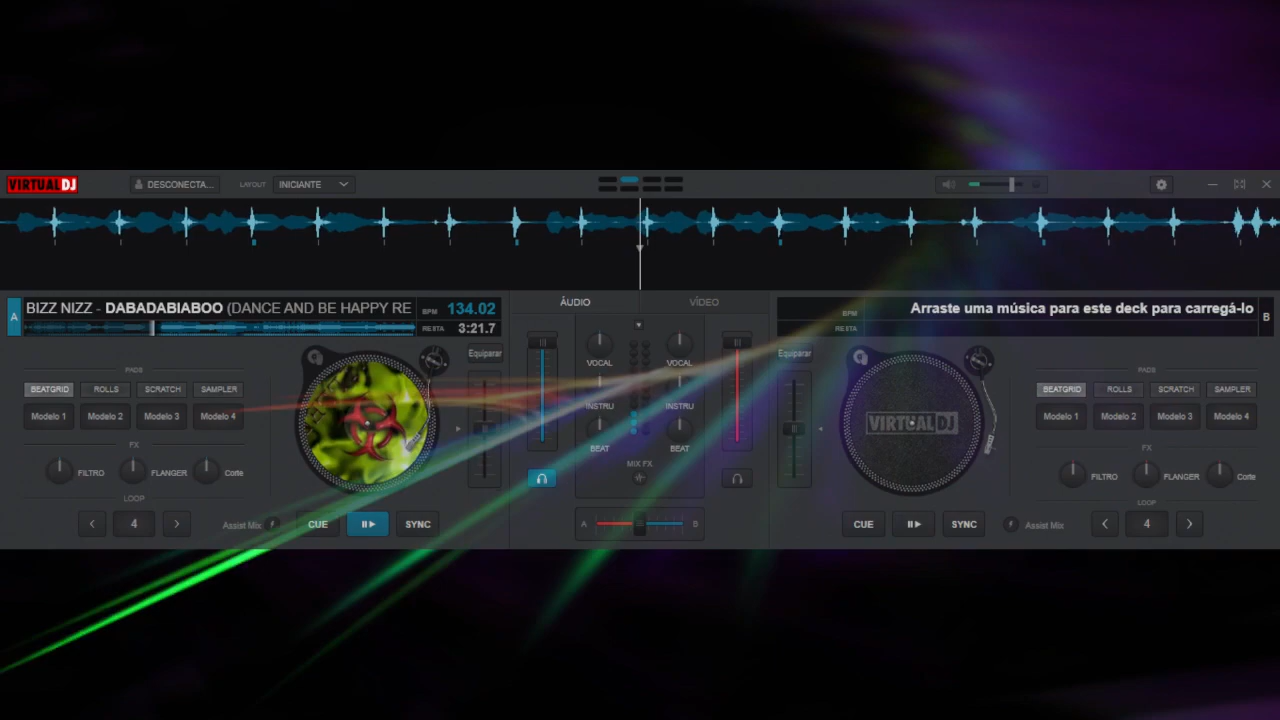 VIRTUAL DJ
DESCONECTA...
LAYOUT
INICIANTE
A
BIZZ NIZZ - DABADABIABOO (DANCE AND BE HAPPY RE
BPM 134.02
RESTA 3:21.7
ÁUDIO
VÍDEO
Arraste uma música para este deck para carregá-lo
BPM
RESTA
B
Equiparar
Equiparar
VOCAL
VOCAL
INSTRU
INSTRU
BEAT
BEAT
MIX FX
A
B
PADS
BEATGRID ROLLS SCRATCH SAMPLER
Modelo 1 Modelo 2 Modelo 3 Modelo 4
FX
FILTRO FLANGER Corte
LOOP
4
Assist Mix
CUE
SYNC
VIRTUAL DJ
PADS
BEATGRID ROLLS SCRATCH SAMPLER
Modelo 1 Modelo 2 Modelo 3 Modelo 4
FX
FILTRO FLANGER Corte
LOOP
CUE
SYNC
Assist Mix
4